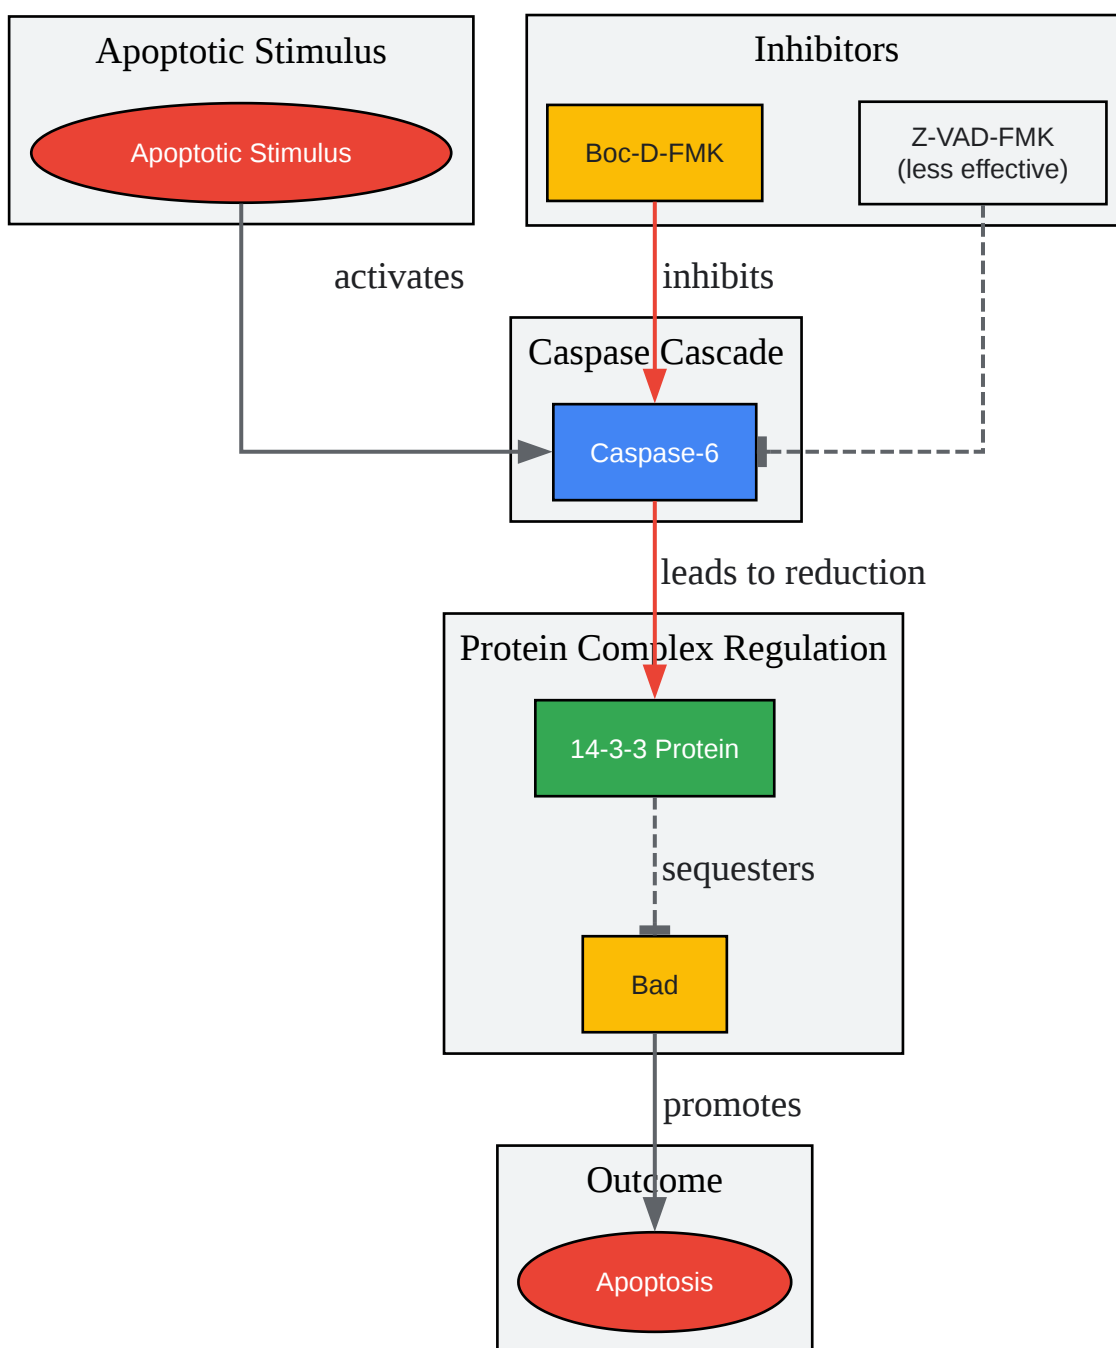 Apoptotic Stimulus
Inhibitors
Apoptotic Stimulus
Boc-D-FMK
Z-VAD-FMK
(less effective)
activates
inhibits
Caspase Cascade
Caspase-6
leads to reduction
Protein Complex Regulation
14-3-3 Protein
sequesters
Bad
promotes
Outcome
Apoptosis